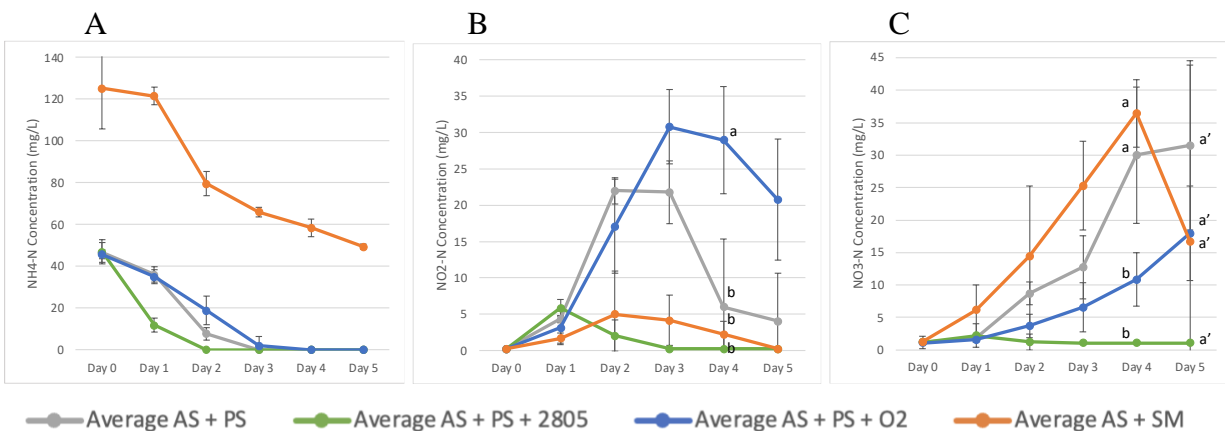 A
B
C
NH4-N Concentration (mg/L)
140
120
100
80
60
40
20
0
Day 0 Day 1 Day 2 Day 3 Day 4 Day 5
NO2-N Concentration (mg/L)
40
35
30
25
20
15
10
5
0
a
b
b
b
Day 0 Day 1 Day 2 Day 3 Day 4 Day 5
NO3-N Concentration (mg/L)
45
40
35
30
25
20
15
10
5
0
a
a
b
b
a’
a’
a’
a’
Day 0 Day 1 Day 2 Day 3 Day 4 Day 5
Average AS + PS Average AS + PS + 2805 Average AS + PS + O2 Average AS + SM